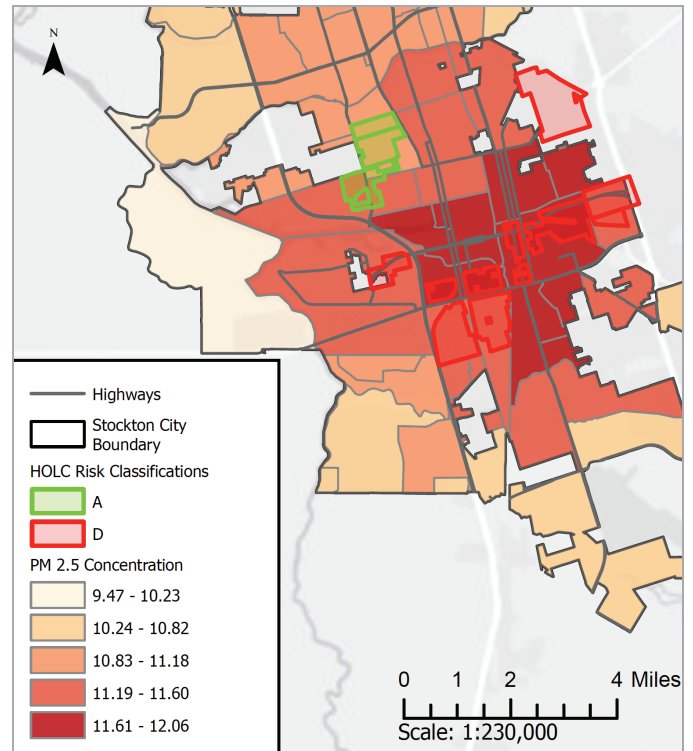 N
Highways
Stockton City
Boundary
HOLC Risk Classifications
A
D
PM 2.5 Concentration
9.47 - 10.23
10.24 - 10.82
10.83 - 11.18
11.19 - 11.60
11.61 - 12.06
0 1 2 4 Miles
Scale: 1:230,000